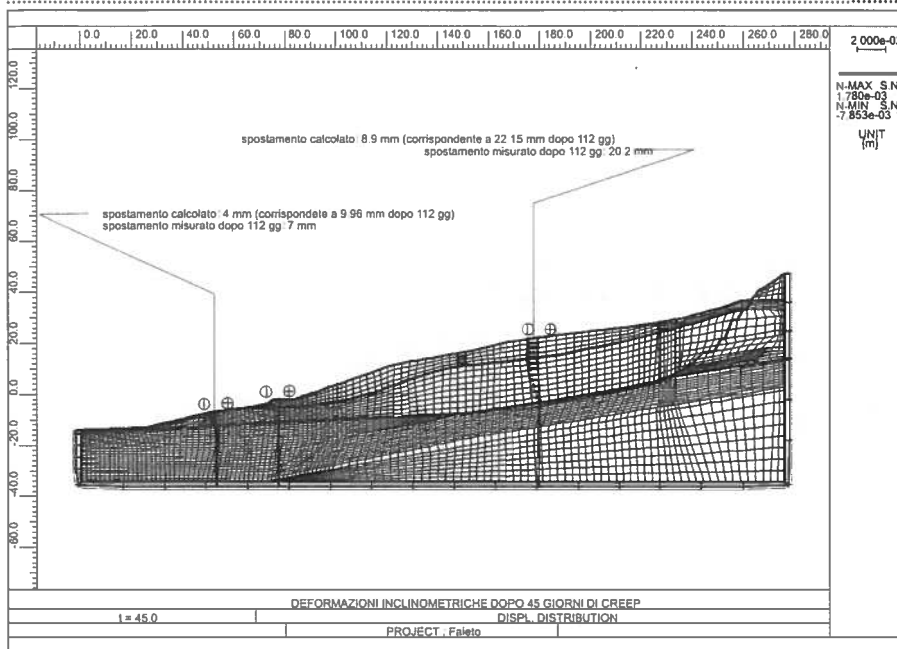 0.0 20.0 40.0 60.0 80.0 100.0 120.0 140.0 160.0 180.0 200.0 220.0 240.0 260.0 280.0
2 000e-03
N-MAX S.N
1.780e-03
N-MIN S.N
-7.853e-03
UNIT
[m]
120.0
100.0
80.0
60.0
40.0
20.0
0.0
-20.0
-40.0
-60.0
spostamento calcolato: 8.9 mm (corrispondente a 22 15 mm dopo 112 gg)
spostamento misurato dopo 112 gg: 20 2 mm
spostamento calcolato: 4 mm (corrispondete a 9 96 mm dopo 112 gg)
spostamento misurato dopo 112 gg: 7 mm
DEFORMAZIONI INCLINOMETRICHE DOPO 45 GIORNI DI CREEP
t = 45.0 DISPL. DISTRIBUTION
PROJECT : Faieto